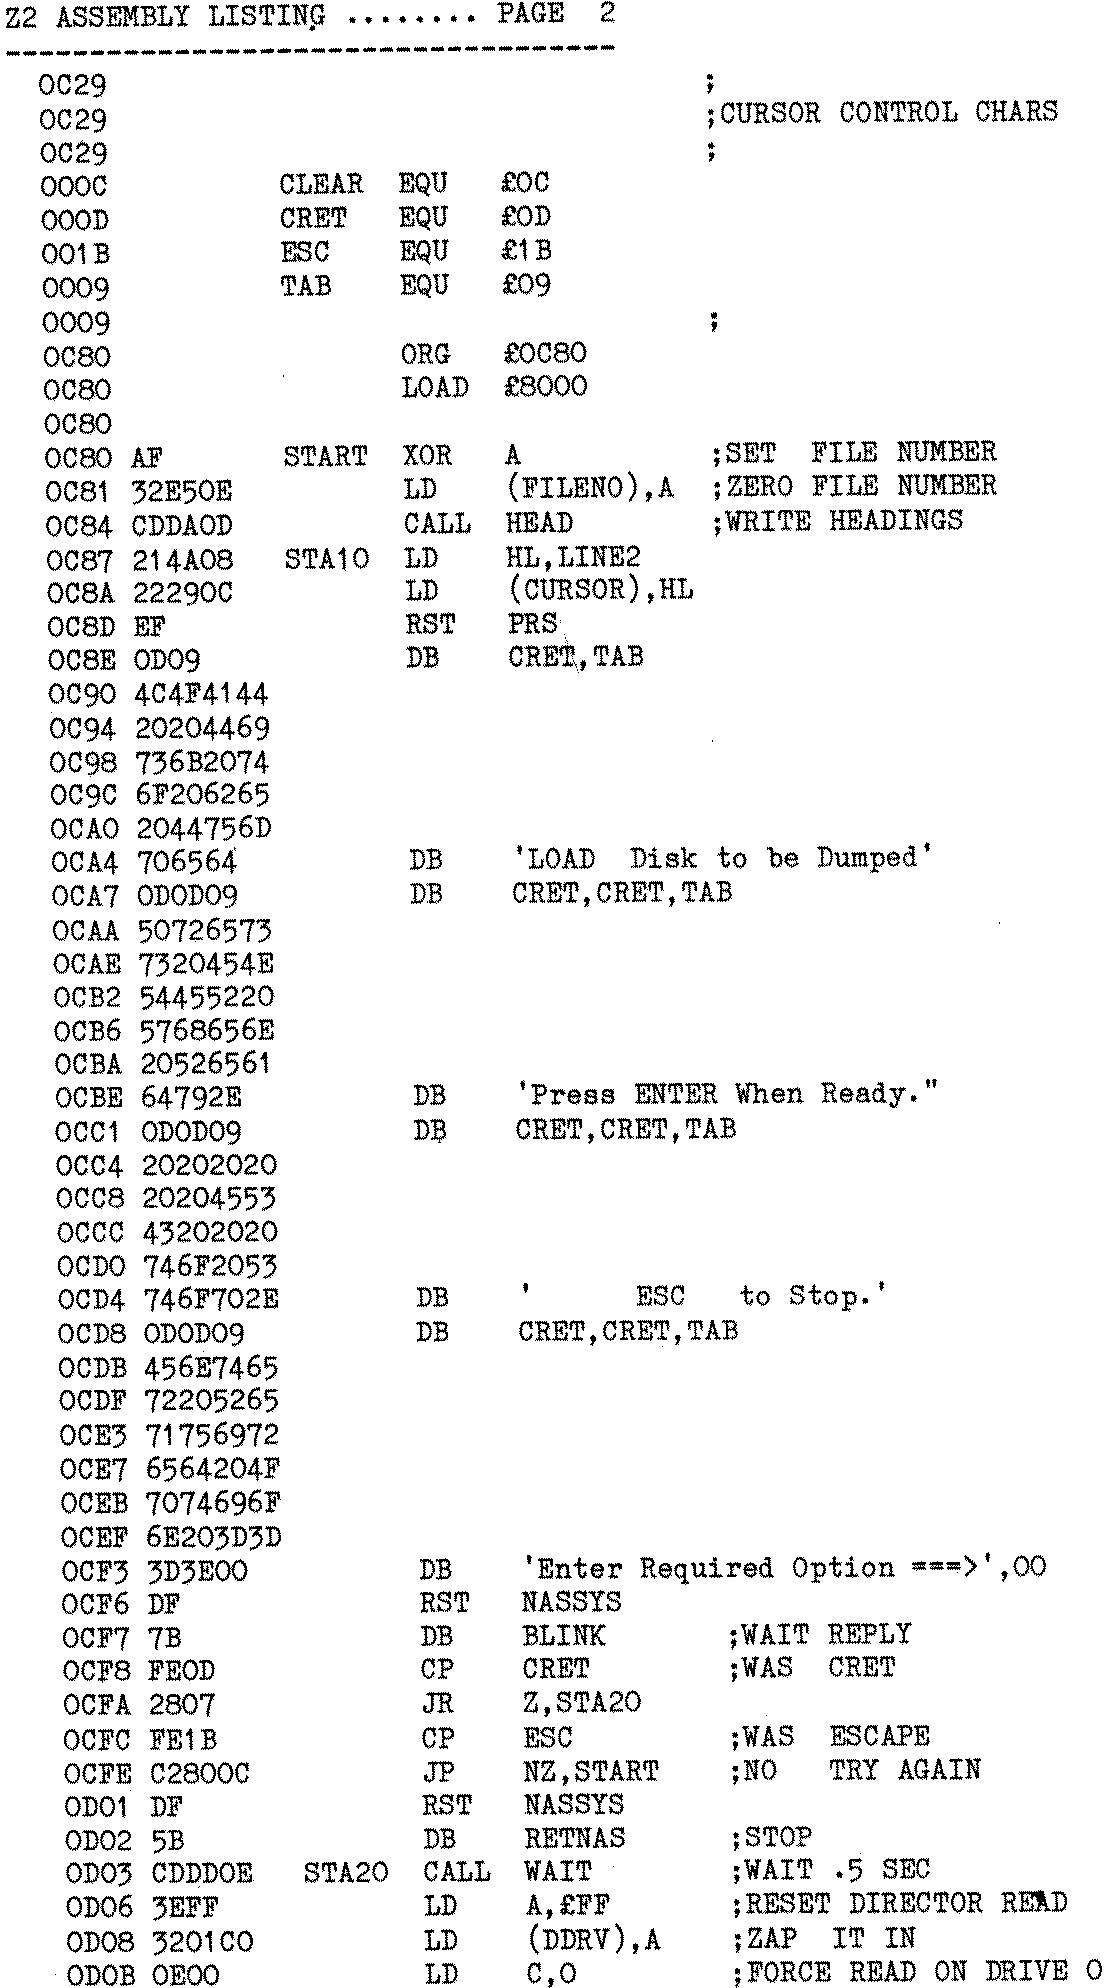 Z2 ASSEMBLY LISTING ........ PAGE  2
------------------------------------
0C29                              ;
0C29                              ;CURSOR CONTROL CHARS
0C29                              ;
000C          CLEAR  EQU   £0C
000D          CRET   EQU   £0D
001B          ESC    EQU   £1B
0009          TAB    EQU   £09
0009                              ;
0C80                 ORG   £0C80
0C80                 LOAD  £8000
0C80
0C80 AF       START  XOR   A           ;SET  FILE NUMBER
0C81 32E50E          LD    (FILENO),A  ;ZERO FILE NUMBER
0C84 CDDA0D          CALL  HEAD        ;WRITE HEADINGS
0C87 214A08   STA10  LD    HL,LINE2
0C8A 22290C          LD    (CURSOR),HL
0C8D EF              RST   PRS
0C8E 0D09            DB    CRET,TAB
0C90 4C4F4144
0C94 20204469
0C98 736B2074
0C9C 6F206265
0CA0 2044756D
0CA4 706564          DB    'LOAD  Disk to be Dumped'
0CA7 0D0D09          DB    CRET,CRET,TAB
0CAA 50726573
0CAE 7320454E
0CB2 54455220
0CB6 5768656E
0CBA 20526561
0CBE 64792E          DB    'Press ENTER When Ready."
0CC1 0D0D09          DB    CRET,CRET,TAB
0CC4 20202020
0CC8 20204553
0CCC 43202020
0CD0 746F2053
0CD4 746F702E        DB    '      ESC   to Stop.'
0CD8 0D0D09          DB    CRET,CRET,TAB
0CDB 456E7465
0CDF 72205265
0CE3 71756972
0CE7 6564204F
0CEB 7074696F
0CEF 6E203D3D
0CF3 3D3E00          DB    'Enter Required Option ===>',00
0CF6 DF              RST   NASSYS
0CF7 7B              DB    BLINK       ;WAIT REPLY
0CF8 FE0D            CP    CRET        ;WAS  CRET
0CFA 2807            JR    Z,STA20
0CFC FE1B            CP    ESC         ;WAS  ESCAPE
0CFE C2800C          JP    NZ,START    ;NO   TRY AGAIN
0D01 DF              RST   NASSYS
0D02 5B              DB    RETNAS      ;STOP
0D03 CDDD0E   STA20  CALL  WAIT        ;WAIT .5 SEC
0D06 3EFF            LD    A,£FF       ;RESET DIRECTOR READ
0D08 3201C0          LD    (DDRV),A    ;ZAP  IT IN
0D0B 0E00            LD    C,0         ;FORCE READ ON DRIVE 0